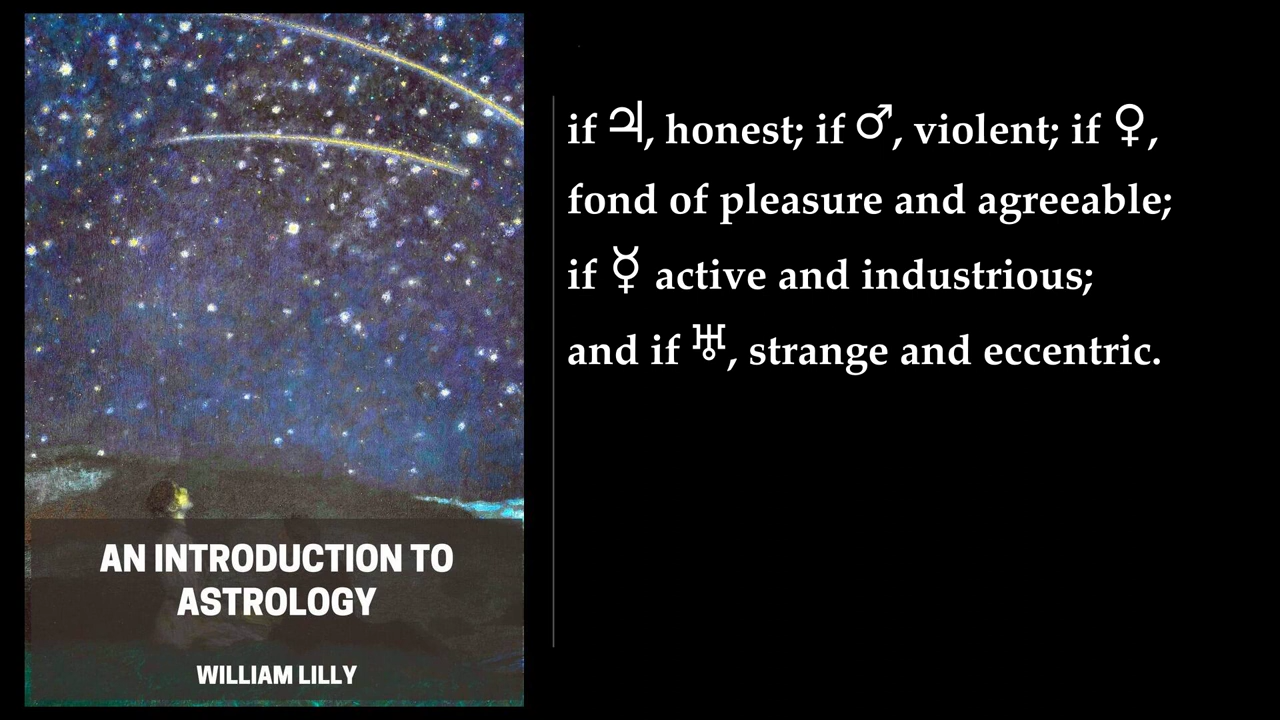 AN INTRODUCTION TO
ASTROLOGY
WILLIAM LILLY
if ♃, honest; if ♂, violent; if ♀,
fond of pleasure and agreeable;
if ☿ active and industrious;
and if ♅, strange and eccentric.